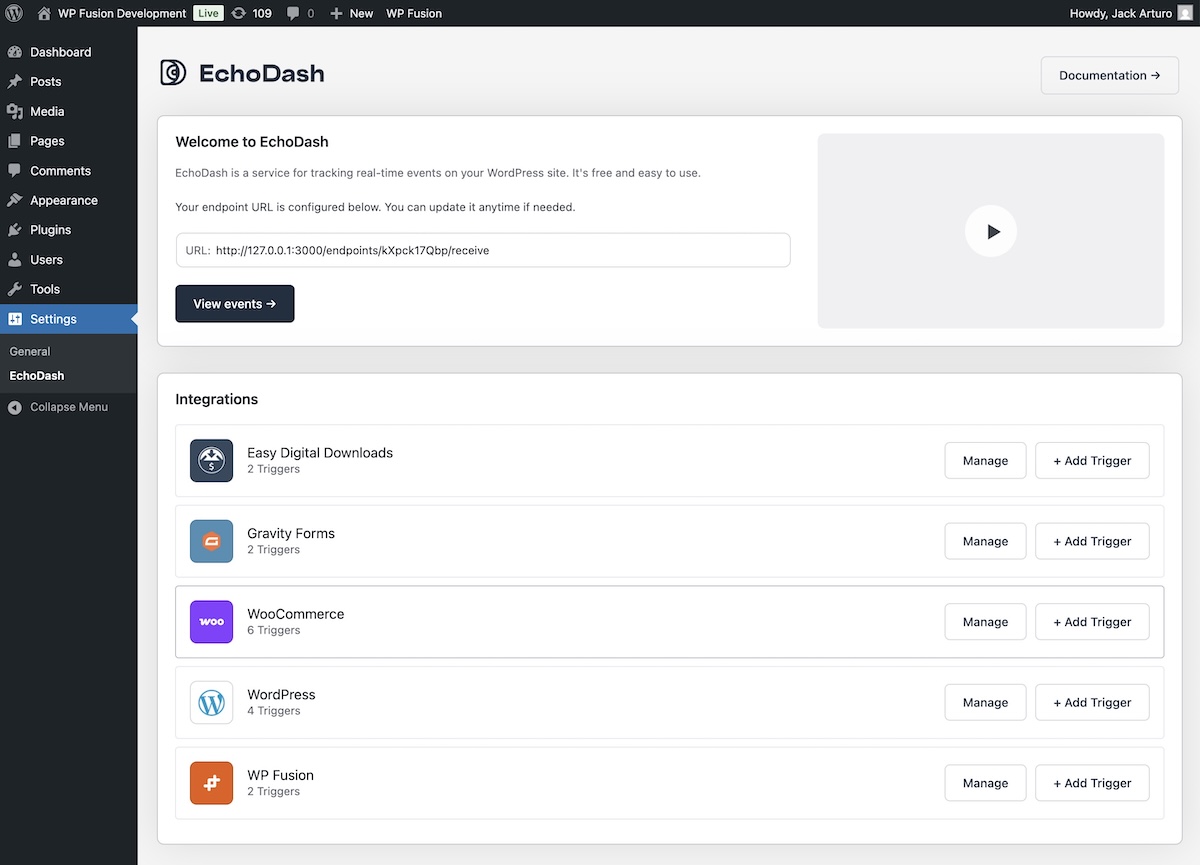 WP Fusion Development Live 109 0 + New WP Fusion Howdy, Jack Arturo
Dashboard
Posts
Media
Pages
Comments
Appearance
Plugins
Users
Tools
Settings
General
EchoDash
Collapse Menu
EchoDash
Documentation →
Welcome to EchoDash
EchoDash is a service for tracking real-time events on your WordPress site. It's free and easy to use.
Your endpoint URL is configured below. You can update it anytime if needed.
URL: http://127.0.0.1:3000/endpoints/kXpck17Qbp/receive
View events →
Integrations
Easy Digital Downloads
2 Triggers
Manage + Add Trigger
Gravity Forms
2 Triggers
Manage + Add Trigger
woo
WooCommerce
6 Triggers
Manage + Add Trigger
WordPress
4 Triggers
Manage + Add Trigger
WP Fusion
2 Triggers
Manage + Add Trigger